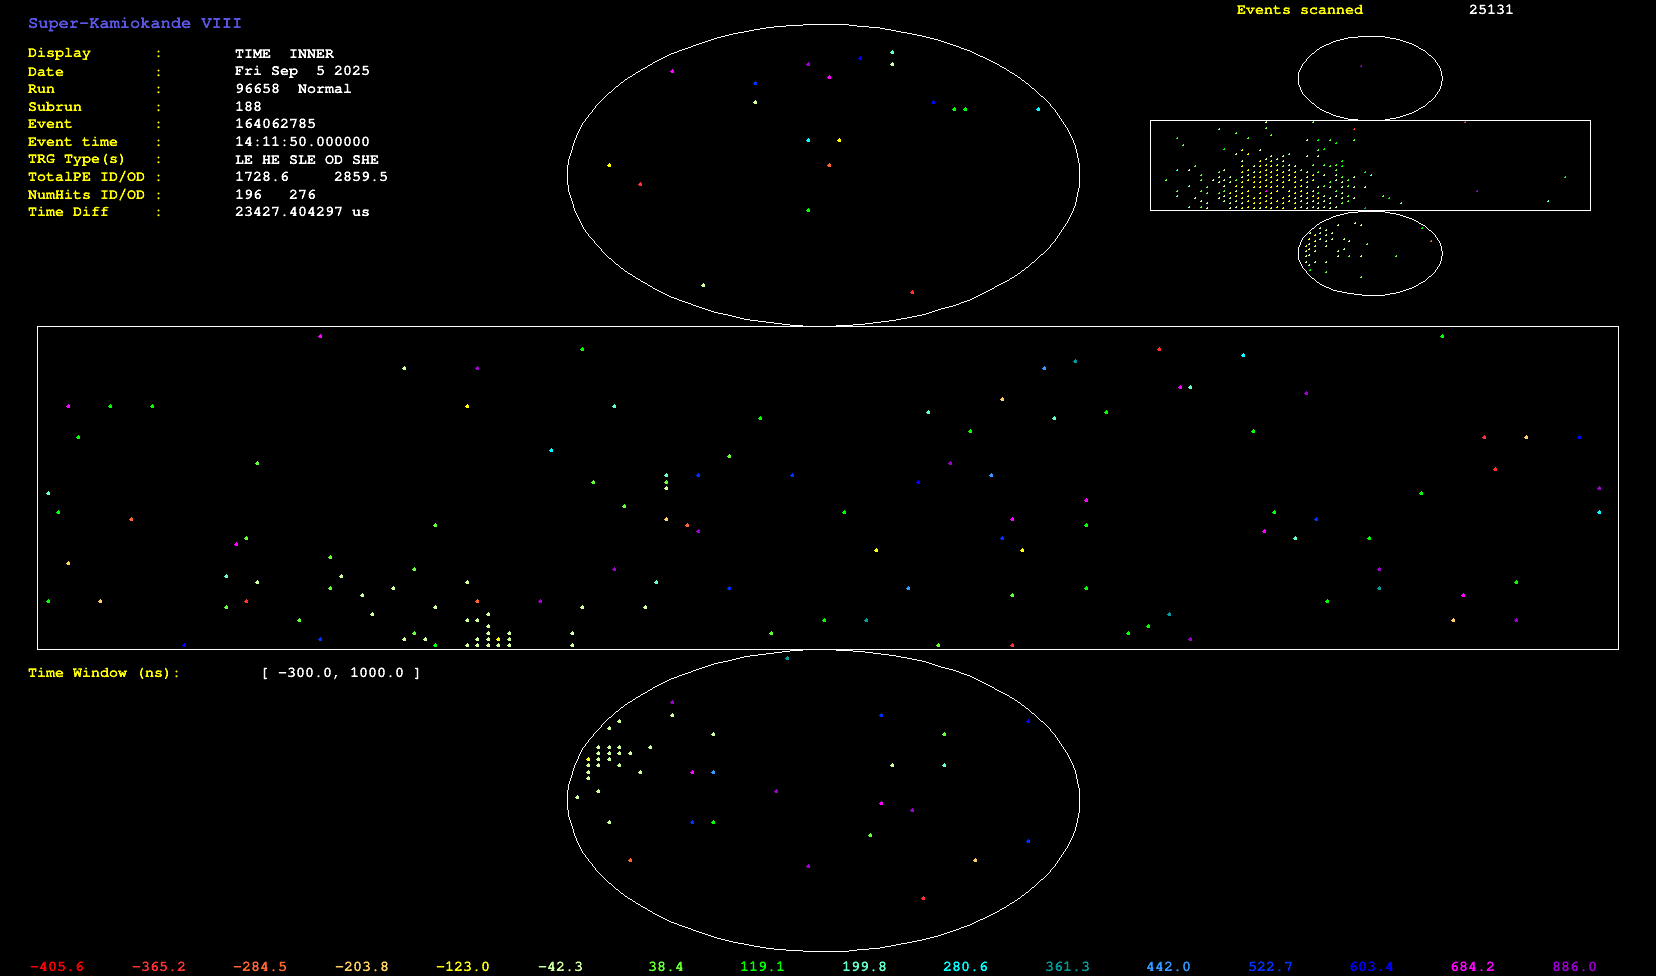 Super-Kamiokande VIII
Events scanned 25131
Display : TIME INNER
Date : Fri Sep 5 2025
Run : 96658 Normal
Subrun : 188
Event : 164062785
Event time : 14:11:50.000000
TRG Type(s) : LE HE SLE OD SHE
TotalPE ID/OD : 1728.6 2859.5
NumHits ID/OD : 196 276
Time Diff : 23427.404297 us
Time Window (ns): [ -300.0, 1000.0 ]
-405.6 -365.2 -284.5 -203.8 -123.0 -42.3 38.4 119.1 199.8 280.6 361.3 442.0 522.7 603.4 684.2 886.0